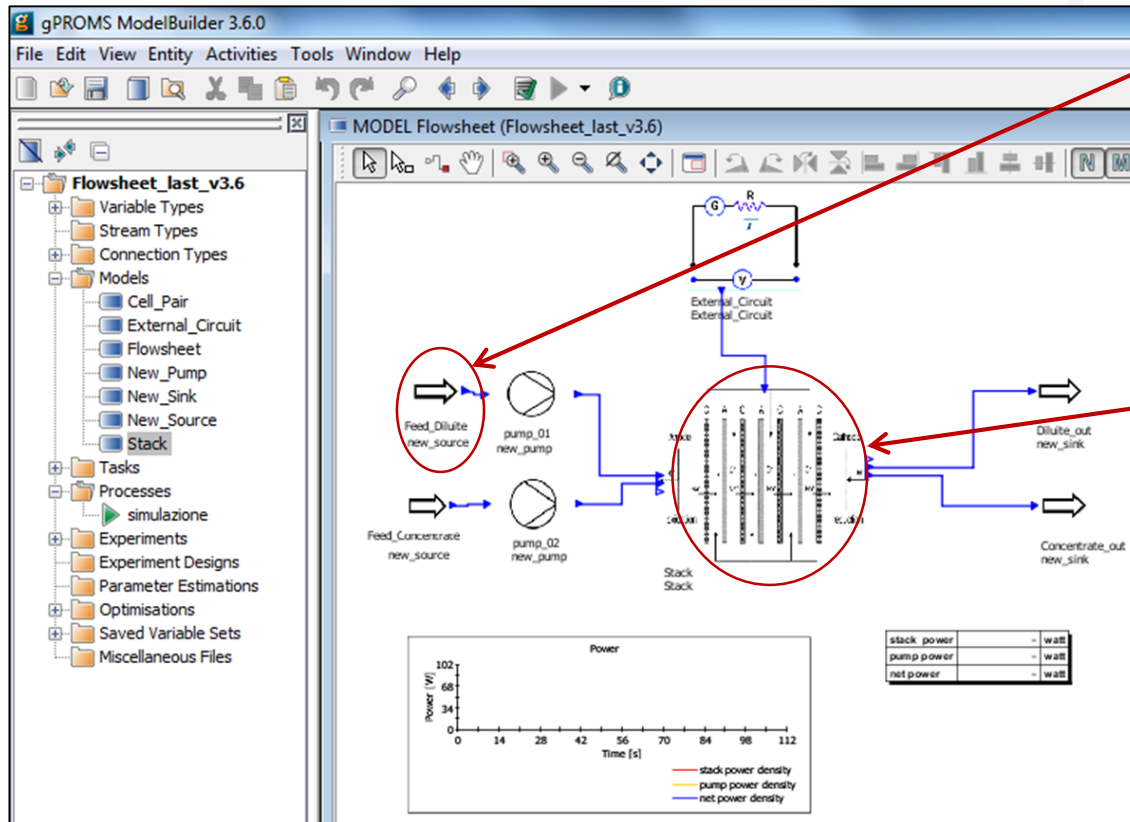 gPROMS ModelBuilder 3.6.0
File Edit View Entity Activities Tools Window Help
MODEL Flowsheet (Flowsheet_last_v3.6)
N M
Flowsheet_last_v3.6
Variable Types
Stream Types
Connection Types
Models
Cell_Pair
External_Circuit
Flowsheet
New_Pump
New_Sink
New_Source
Stack
Tasks
Processes
simulazione
Experiments
Experiment Designs
Parameter Estimations
Optimisations
Saved Variable Sets
Miscellaneous Files
R
G
I
V
External_Circuit
External_Circuit
Feed_Diluite
new_source
pump_01
new_pump
Feed_Concentrate
new_source
pump_02
new_pump
Stack
Stack
Diluite_out
new_sink
Concentrate_out
new_sink
Power
Power [W]
102
68
34
0
0 14 28 42 56 70 84 98 112
Time [s]
stack power density
pump power density
net power density
stack power - watt
pump power - watt
net power - watt